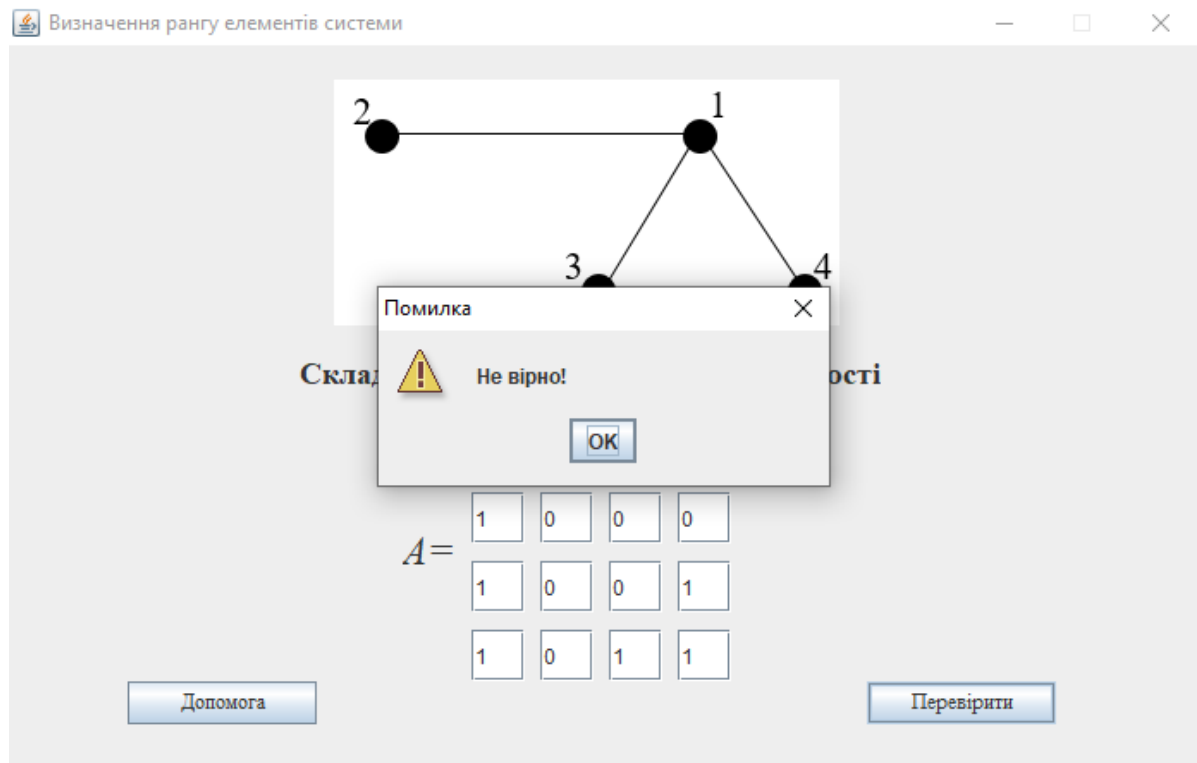 Визначення рангу елементів системи
2 1
3 4
Помилка
Не вірно!
OK
1 0 0 0
A=
1 0 0 1
1 0 1 1
Допомога Перевірити